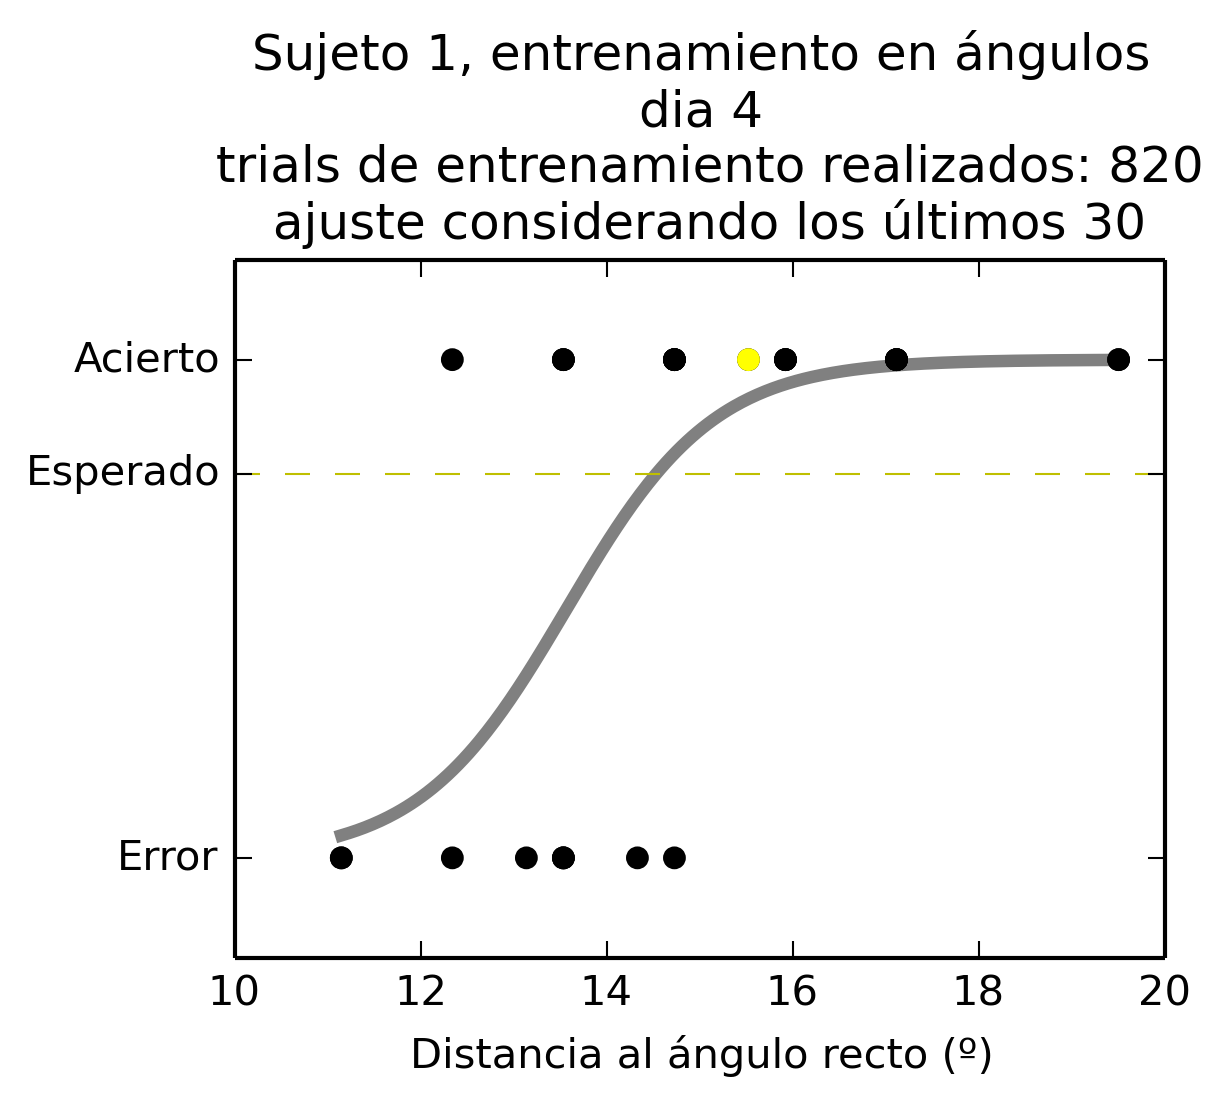 Sujeto 1, entrenamiento en ángulos
dia 4
trials de entrenamiento realizados: 820
ajuste considerando los últimos 30
Acierto
Esperado
Error
10 12 14 16 18 20
Distancia al ángulo recto (º)